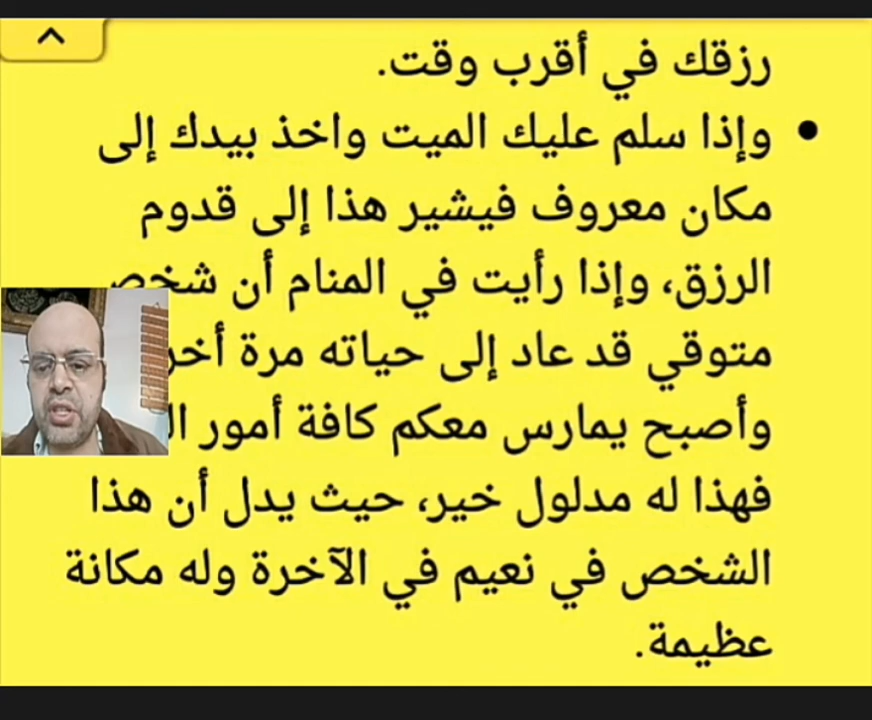 رزقك في أقرب وقت.
• وإذا سلم عليك الميت واخذ بيدك إلى
مكان معروف فيشير هذا إلى قدوم
الرزق، وإذا رأيت في المنام أن شخص
متوقي قد عاد إلى حياته مرة
وأصبح يمارس معكم كافة أمور
فهذا له مدلول خير، حيث يدل أن هذا
الشخص في نعيم في الآخرة وله مكانة
عظيمة.